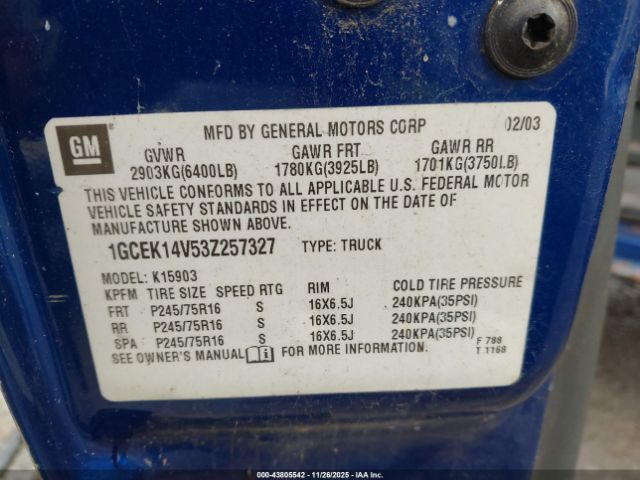 GM
MFD BY GENERAL MOTORS CORP 02/03
GVWR GAWR FRT GAWR RR
2903KG(6400LB) 1780KG(3925LB) 1701KG(3750LB)
THIS VEHICLE CONFORMS TO ALL APPLICABLE U.S. FEDERAL MOTOR
VEHICLE SAFETY STANDARDS IN EFFECT ON THE DATE OF
MANUFACTURE SHOWN ABOVE.
1GCEK14V53Z257327 TYPE: TRUCK
MODEL: K15903
KPFM TIRE SIZE SPEED RTG RIM COLD TIRE PRESSURE
FRT P245/75R16 S 16X6.5J 240KPA(35PSI)
RR P245/75R16 S 16X6.5J 240KPA(35PSI)
SPA P245/75R16 S 16X6.5J 240KPA(35PSI)
SEE OWNER'S MANUAL FOR MORE INFORMATION.
F 788
T 1168
000-43805542 - 11/26/2025 - IAA Inc.